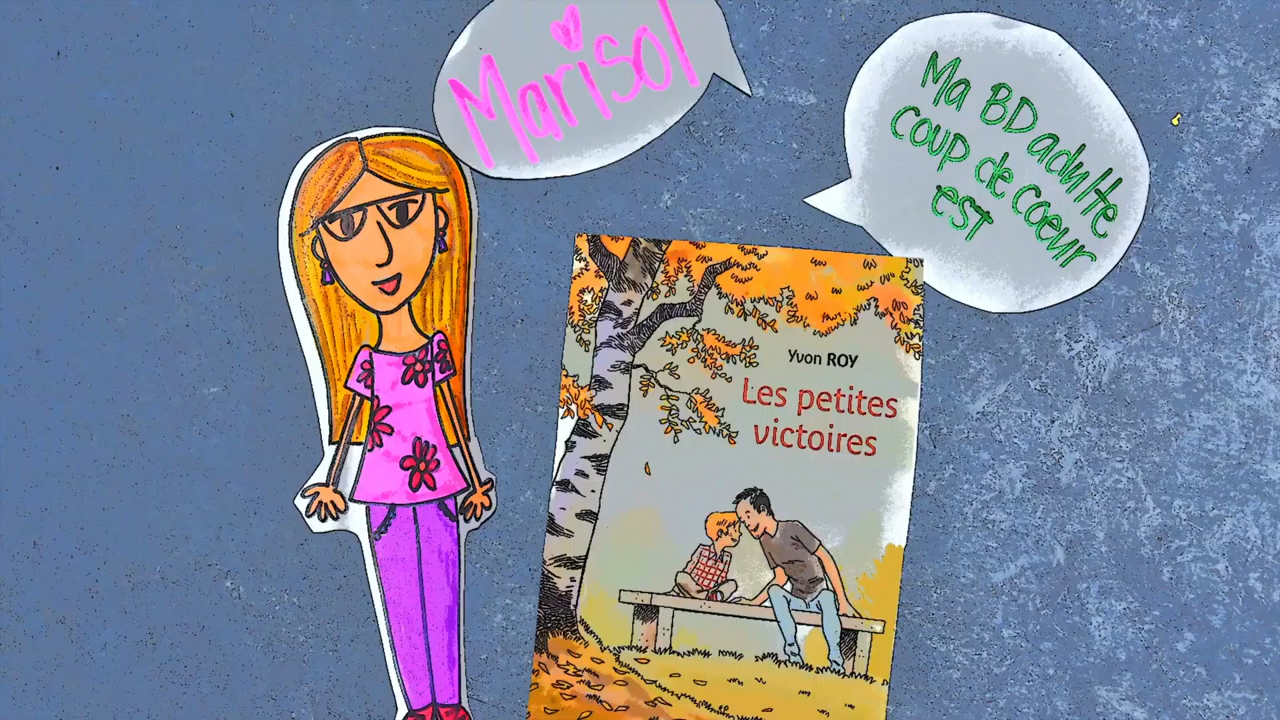 Marisol
Ma BD adulte
coup de coeur
est
Yvon ROY
Les petites
victoires